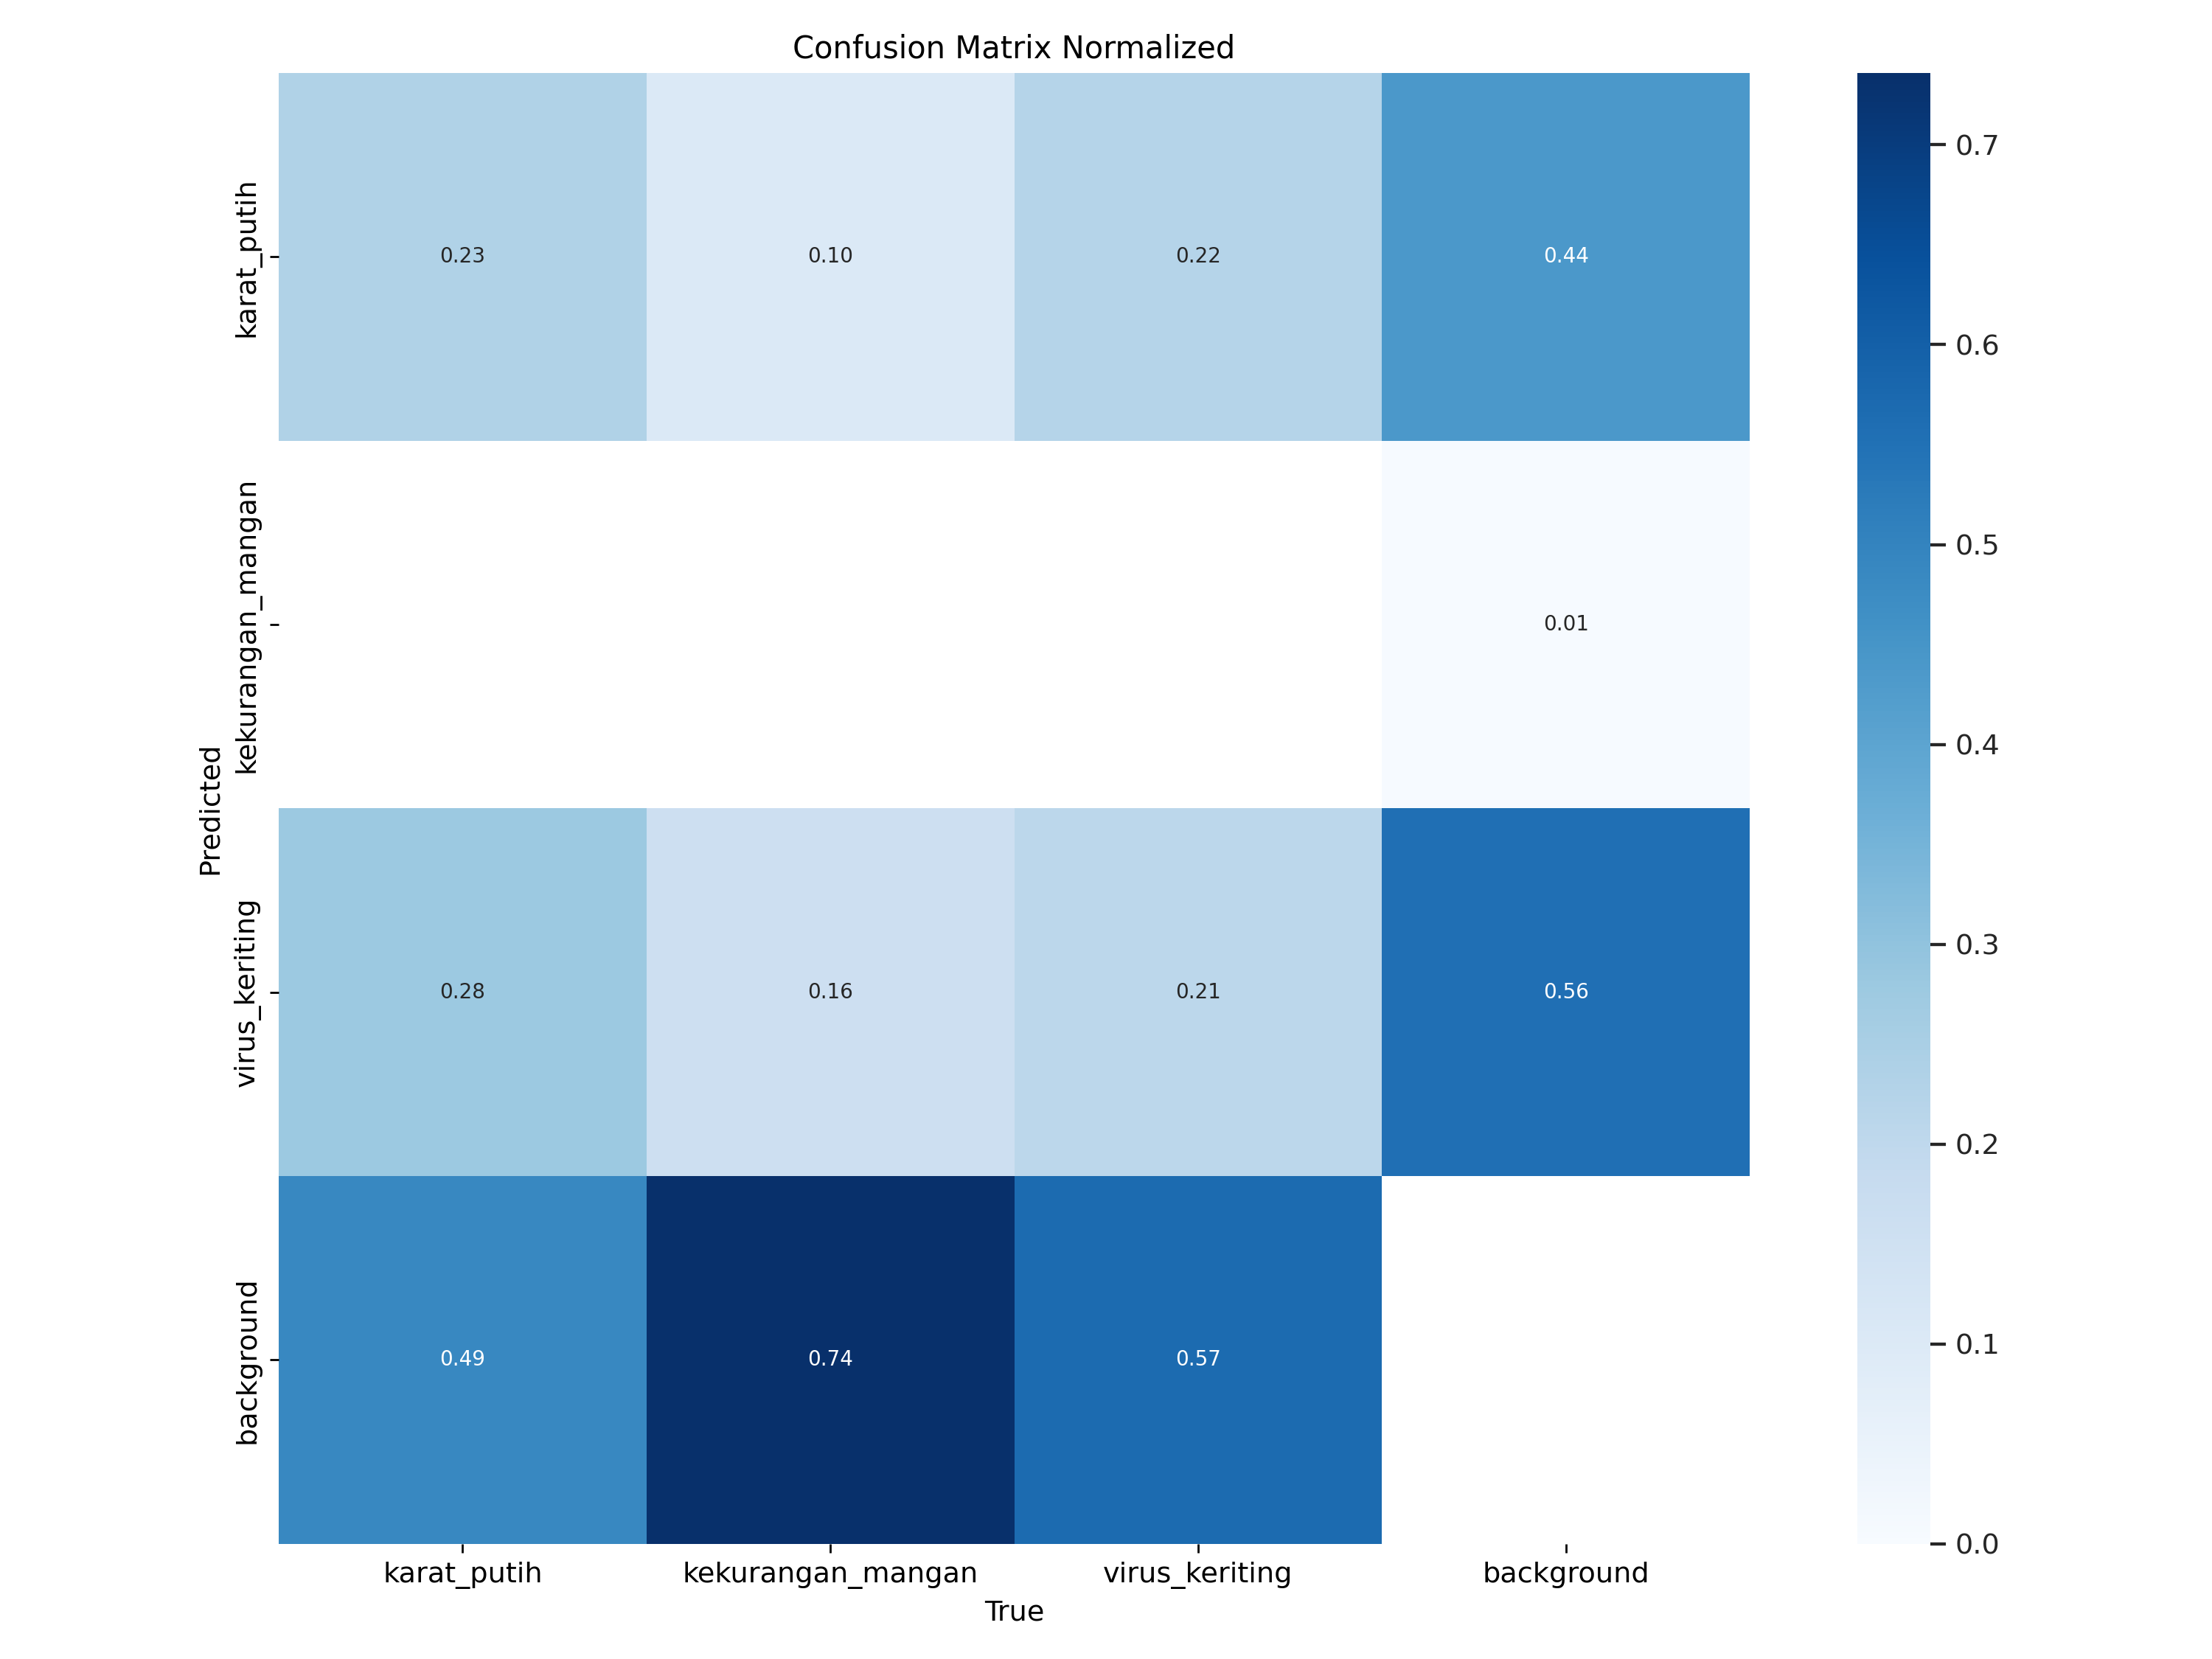 Confusion Matrix Normalized
karat_putih
0.23
0.10
0.22
0.44
kekurangan_mangan
0.01
virus_keriting
0.28
0.16
0.21
0.56
background
0.49
0.74
0.57
Predicted
karat_putih
kekurangan_mangan
virus_keriting
background
True
0.7
0.6
0.5
0.4
0.3
0.2
0.1
0.0